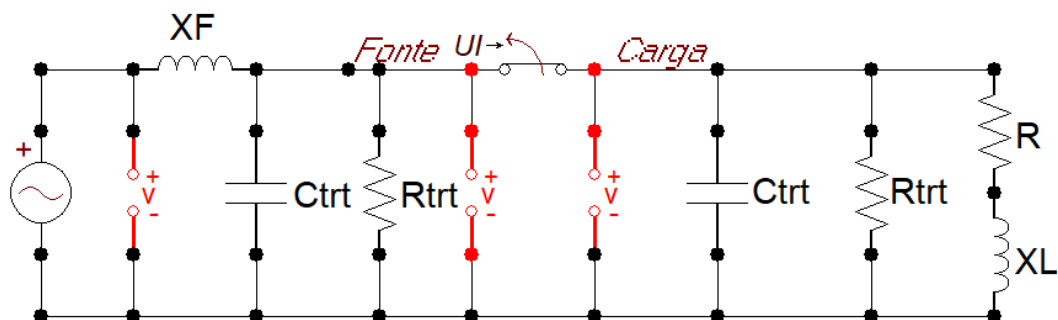 XF
Fonte
UI→
Carga
+
+
V
-
Ctrt
Rtrt
+
V
-
+
V
-
Ctrt
Rtrt
R
XL